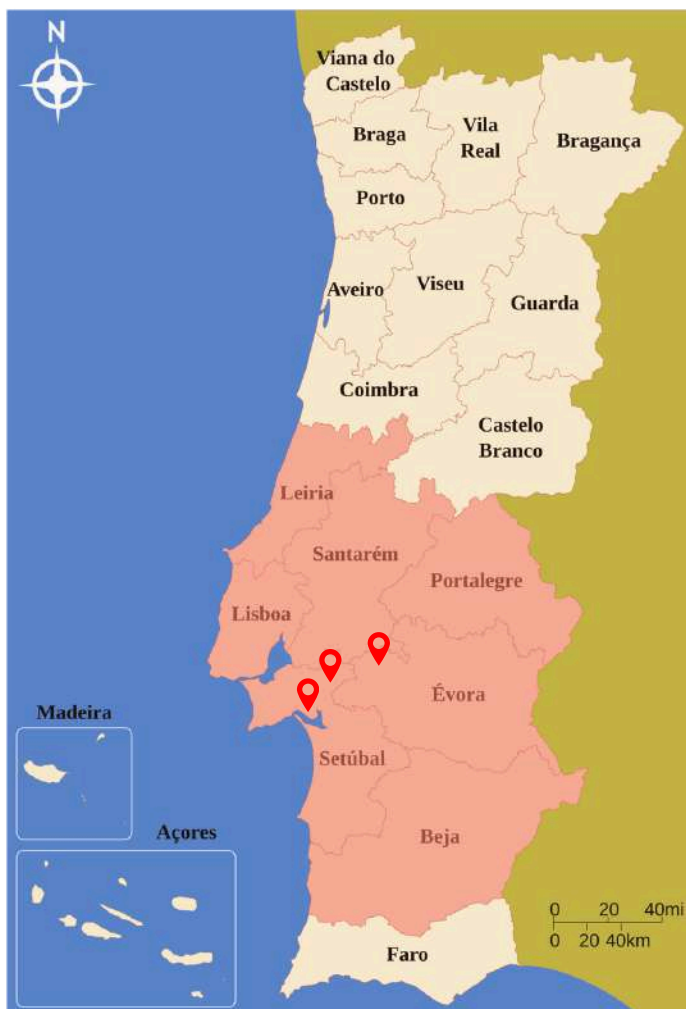 N
Viana do
Castelo
Braga
Vila
Real
Bragança
Porto
Aveiro
Viseu
Guarda
Coimbra
Castelo
Branco
Leiria
Santarém
Portalegre
Lisboa
Évora
Madeira
Setúbal
Açores
Beja
0 20 40mi
0 20 40km
Faro